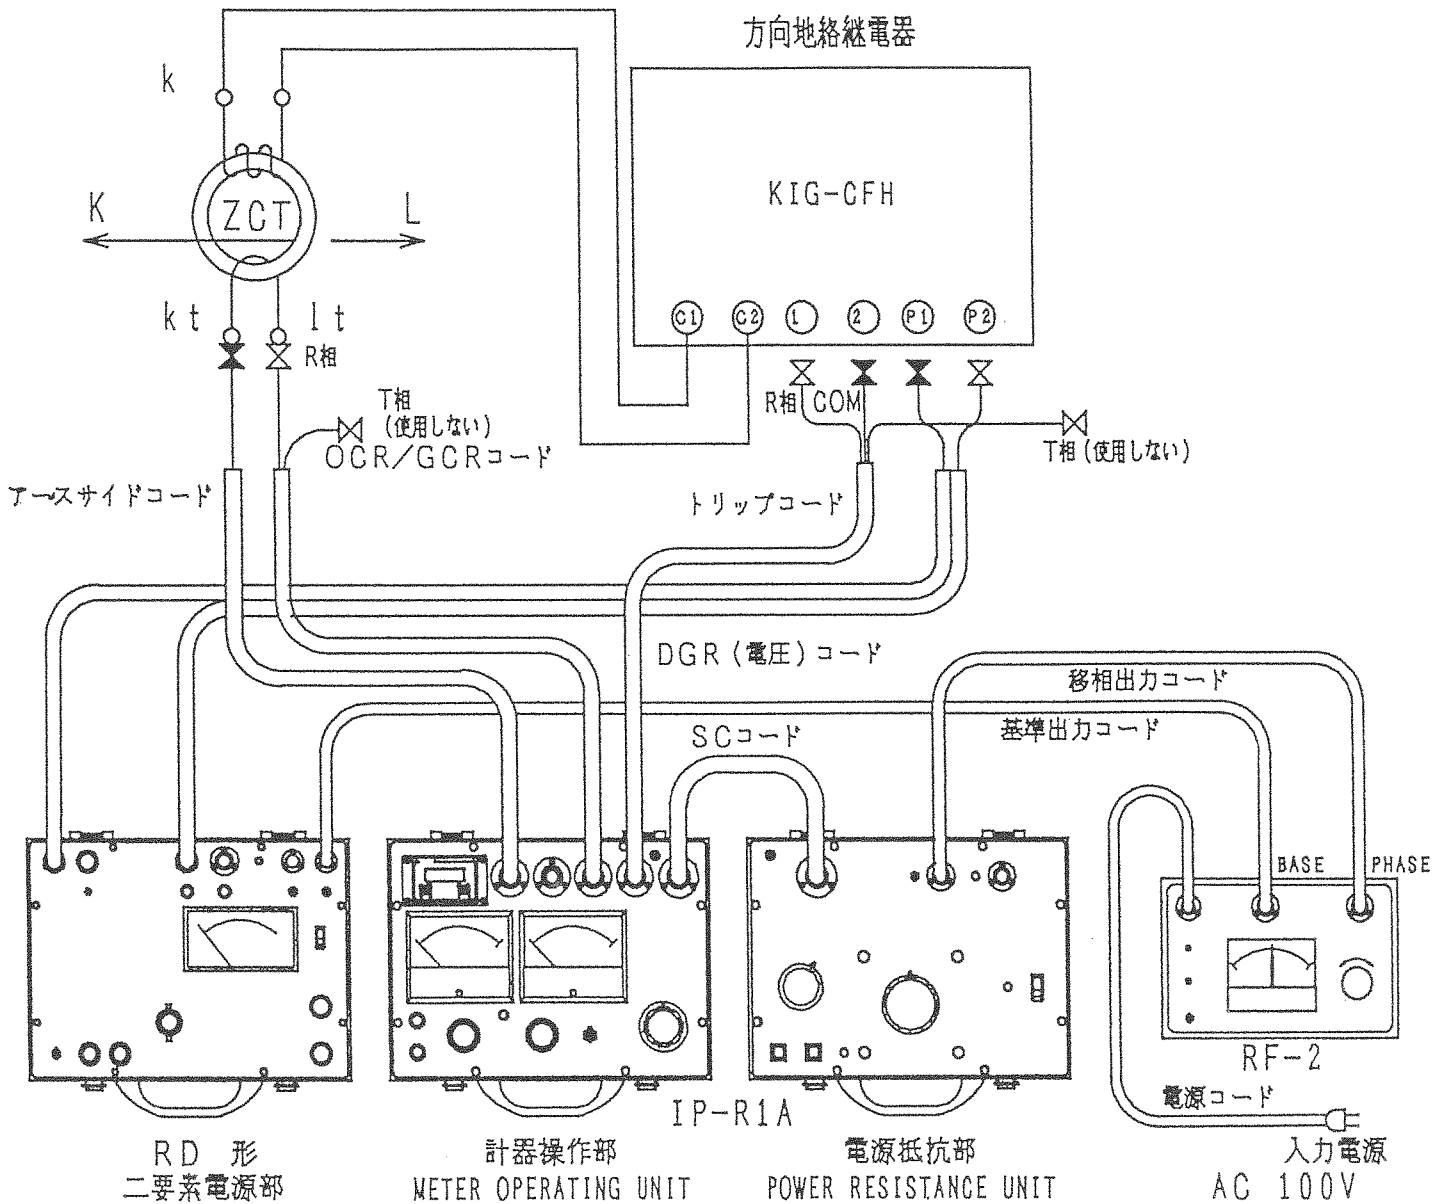 方向地絡継電器
k
KIG-CFH
K
ZCT
L
kt
lt
R相
C1
C2
1
2
P1
P2
T相
(使用しない)
OCR/GCRコード
R相
COM
T相(使用しない)
アースサイドコード
トリップコード
DGR(電圧)コード
移相出力コード
基準出力コード
SCコード
BASE
PHASE
RF-2
電源コード
IP-R1A
RD 形
二要素電源部
計器操作部
METER OPERATING UNIT
電源抵抗部
POWER RESISTANCE UNIT
入力電源
AC 100V